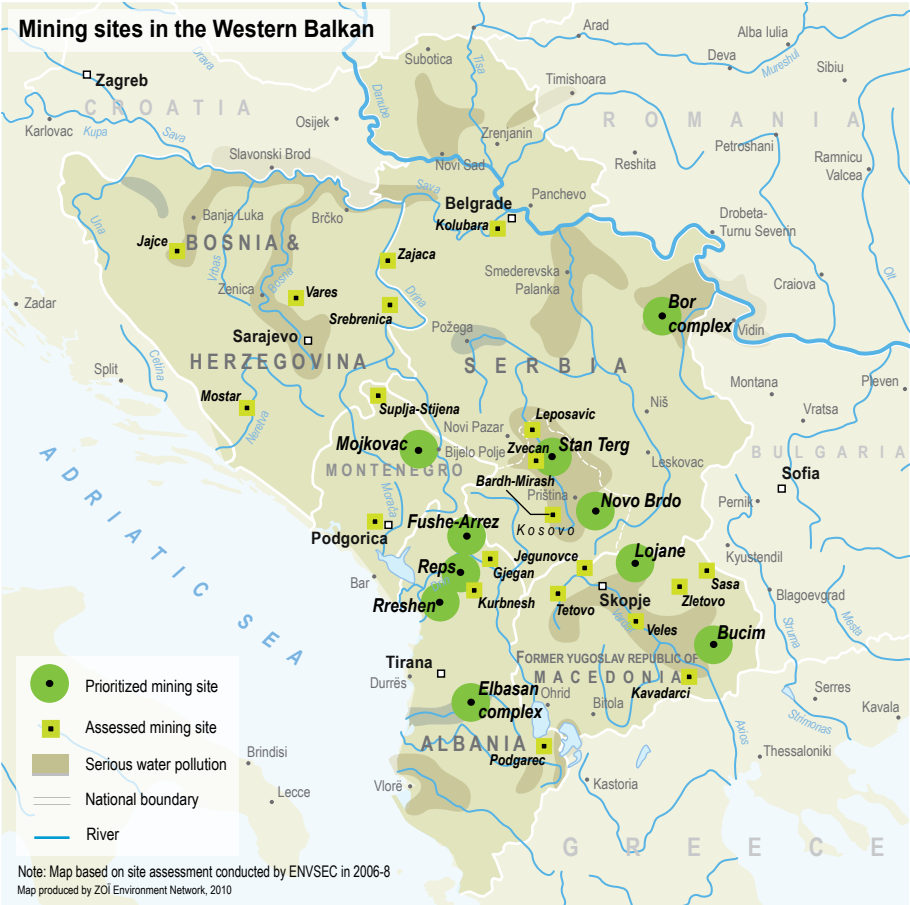 Mining sites in the Western Balkan
Zagreb
CROATIA
Karlovac
Kupa
Sava
Drava
Osijek
Slavonski Brod
Subotica
Danube
Tisa
Arad
Alba Iulia
Deva
Mureshul
Sibiu
Timishoara
ROMANIA
Zrenjanin
Novi Sad
Reshita
Petroshani
Ramnicu
Valcea
Sava
Belgrade
Panchevo
Kolubara
Drobeta-
Turnu Severin
Una
Banja Luka
Brčko
Jajce
BOSNIA &
Vrbas
Bosna
Zajaca
Smederevska
Palanka
Craiova
Olt
Zenica
Vares
Drina
Srebrenica
Bor
complex
Vidin
Zadar
Sarajevo
Požega
HERZEGOVINA
SERBIA
Split
Cetina
Montana
Pleven
Mostar
Neretva
Suplja-Stijena
Niš
Vratsa
Leposavic
Novi Pazar
Mojkovac
Bijelo Polje
Zvecan
Stan Terg
Leskovac
BULGARIA
MONTENEGRO
Sofia
Bardh-Mirash
Priština
Morača
Pernik
Novo Brdo
Kosovo
Podgorica
Fushe-Arrez
Jegunovce
Lojane
Kyustendil
Reps
Gjegan
Sasa
Bar
Rreshen
Kurbnesh
Tetovo
Skopje
Zletovo
Blagoevgrad
Vardar
Veles
Struma
Mesta
Bucim
ADRIATIC SEA
Tirana
FORMER YUGOSLAV REPUBLIC OF
MACEDONIA
Durrës
Kavadarci
Elbasan
complex
Ohrid
Bitola
Serres
Kavala
Strimonas
Axios
ALBANIA
Podgarec
Thessaloniki
Brindisi
Vlorë
Kastoria
Lecce
GREECE
Prioritized mining site
Assessed mining site
Serious water pollution
National boundary
River
Note: Map based on site assessment conducted by ENVSEC in 2006-8
Map produced by ZOÏ Environment Network, 2010